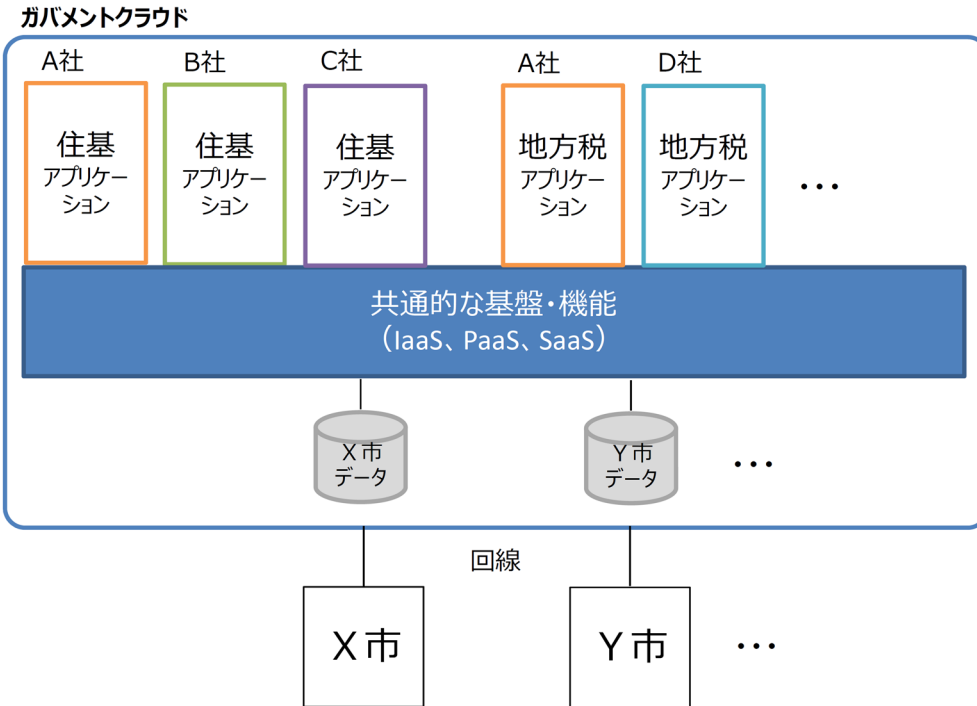 ガバメントクラウド
A社
B社
C社
A社
D社
住基
アプリケー
ション
住基
アプリケー
ション
住基
アプリケー
ション
地方税
アプリケー
ション
地方税
アプリケー
ション
…
共通的な基盤・機能
（IaaS、PaaS、SaaS）
X市
データ
Y市
データ
…
回線
X市
Y市
…